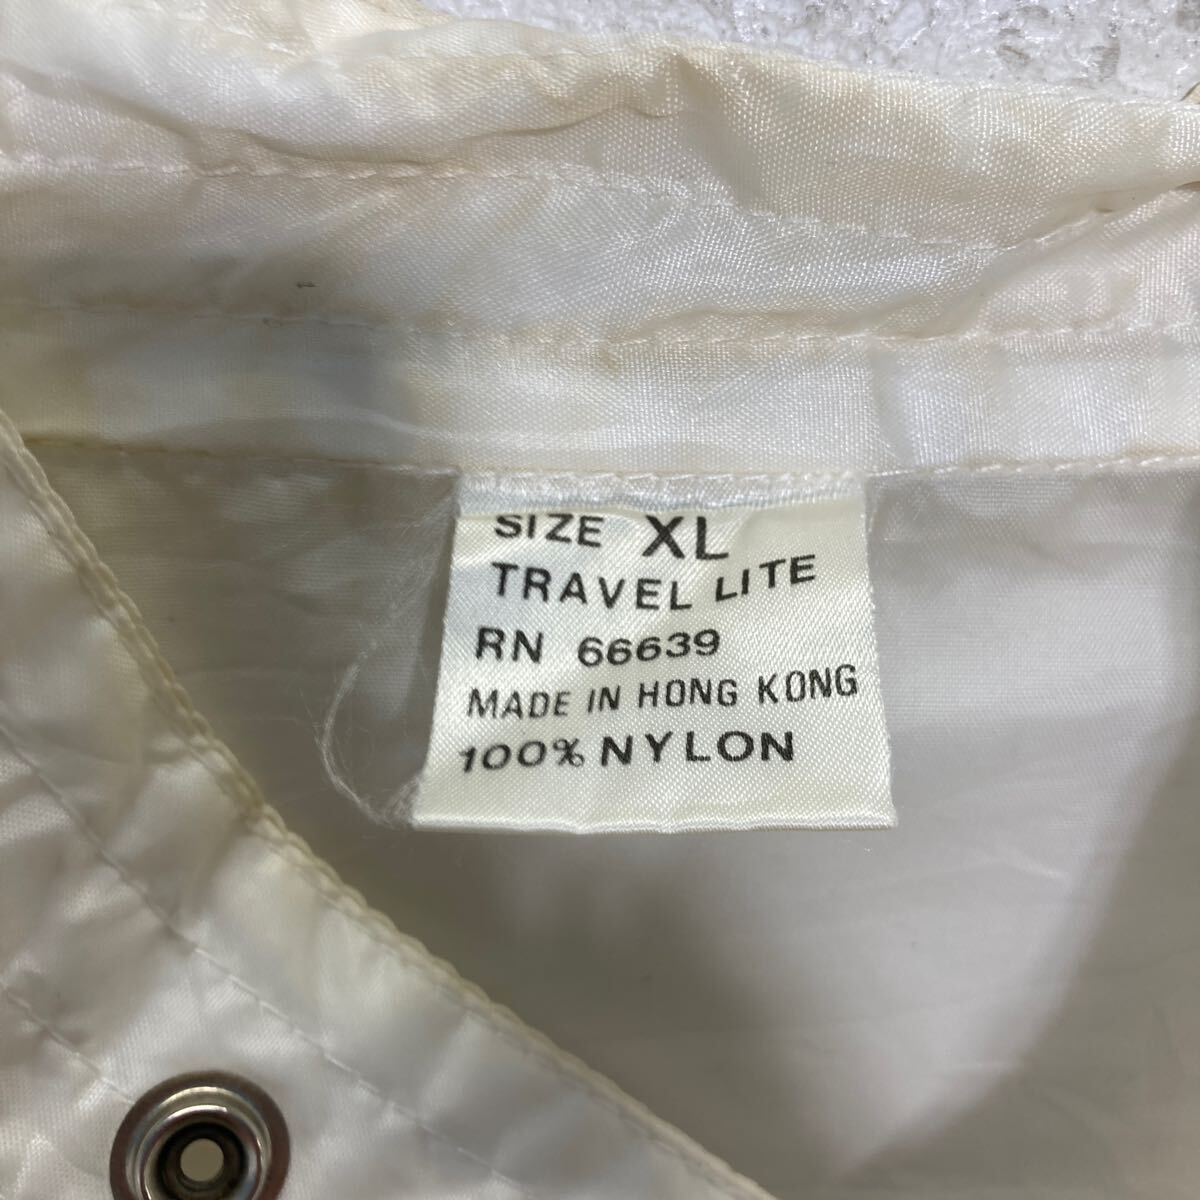 SIZE XL
TRAVEL LITE
RN 66639
MADE IN HONG KONG
100% NYLON